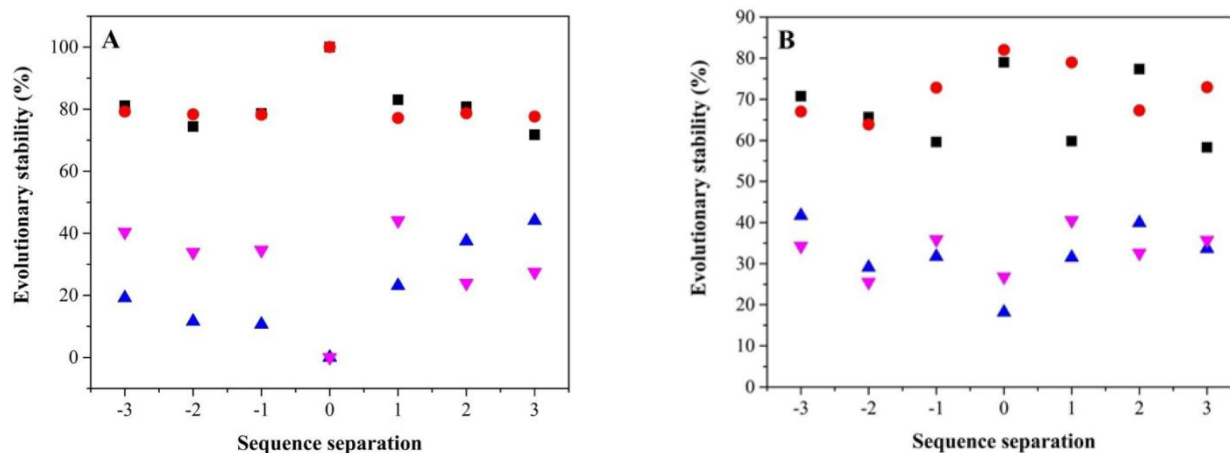 A
Evolutionary stability (%)
100
80
60
40
20
0
-3 -2 -1 0 1 2 3
Sequence separation
B
Evolutionary stability (%)
90
80
70
60
50
40
30
20
10
0
-3 -2 -1 0 1 2 3
Sequence separation